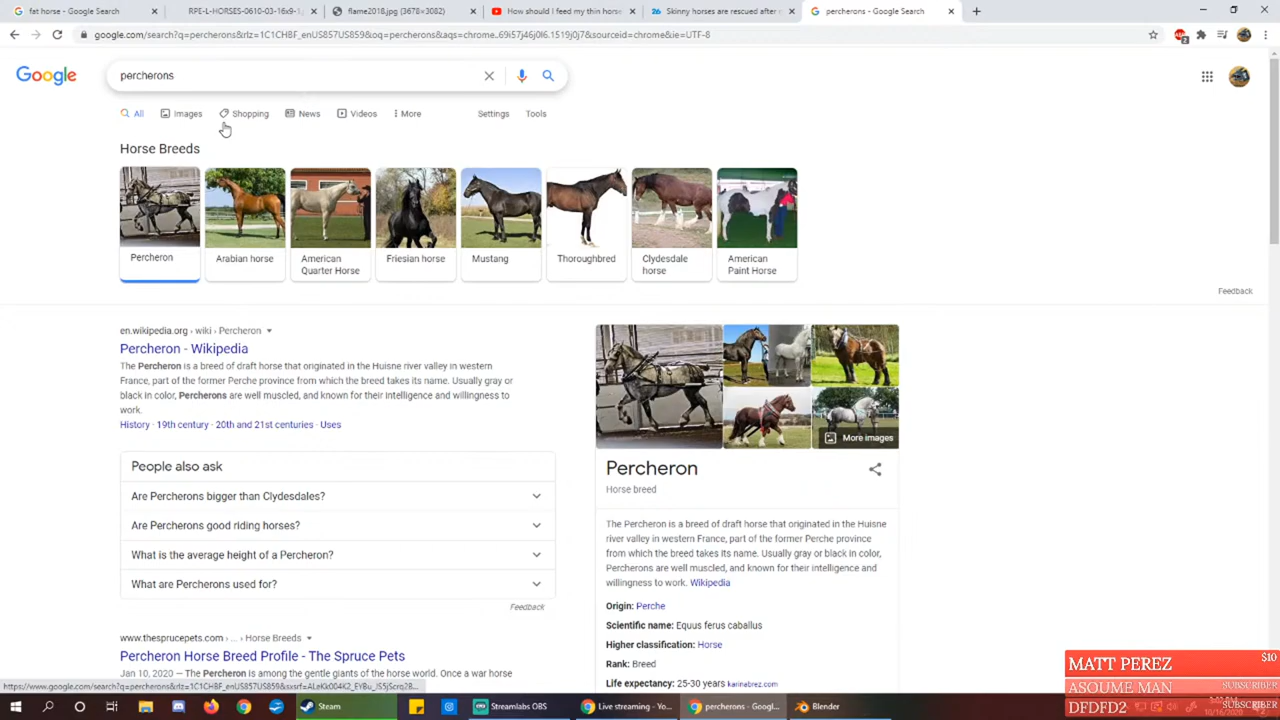 fat horse - Google Search
RPE-L-HORSES-0610-03-16x9-1
flame2018.jpg (3678×3082)
How should I feed my thin horse
Skinny horses are rescued after
percherons - Google Search
google.com/search?q=percherons&rlz=1C1CHBF_enUS857US859&oq=percherons&aqs=chrome..69i57j46j0l6.1519j0j7&sourceid=chrome&ie=UTF-8
Google
percherons
All
Images
Shopping
News
Videos
More
Settings
Tools
Horse Breeds
Percheron
Arabian horse
American Quarter Horse
Friesian horse
Mustang
Thoroughbred
Clydesdale horse
American Paint Horse
Feedback
en.wikipedia.org › wiki › Percheron
Percheron - Wikipedia
The Percheron is a breed of draft horse that originated in the Huisne river valley in western
France, part of the former Perche province from which the breed takes its name. Usually gray or
black in color, Percherons are well muscled, and known for their intelligence and willingness to
work.
History · 19th century · 20th and 21st centuries · Uses
People also ask
Are Percherons bigger than Clydesdales?
Are Percherons good riding horses?
What is the average height of a Percheron?
What are Percherons used for?
Feedback
www.thesprucepets.com › ... › Horse Breeds
Percheron Horse Breed Profile - The Spruce Pets
Jan 10, 2020 — The Percheron is among the gentle giants of the horse world. Once a war horse
More images
Percheron
Horse breed
The Percheron is a breed of draft horse that originated in the Huisne
river valley in western France, part of the former Perche province
from which the breed takes its name. Usually gray or black in color,
Percherons are well muscled, and known for their intelligence and
willingness to work. Wikipedia
Origin: Perche
Scientific name: Equus ferus caballus
Higher classification: Horse
Rank: Breed
Life expectancy: 25-30 years karinabrez.com
MATT PEREZ $10
ASOUME MAN SUBSCRIBER
DFDFD2 SUBSCRIBER
10/16/2020
Steam
Streamlabs OBS
Live streaming - Yo...
percherons - Googl...
Blender